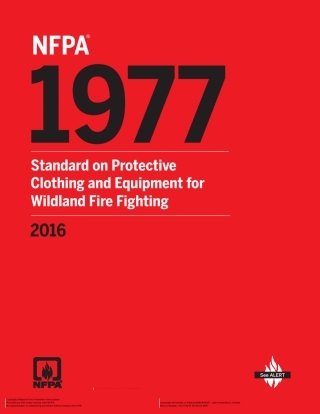 NFPA®
1977
Standard on Protective
Clothing and Equipment for
Wildland Fire Fighting
2016
NFPA®
See ALERT